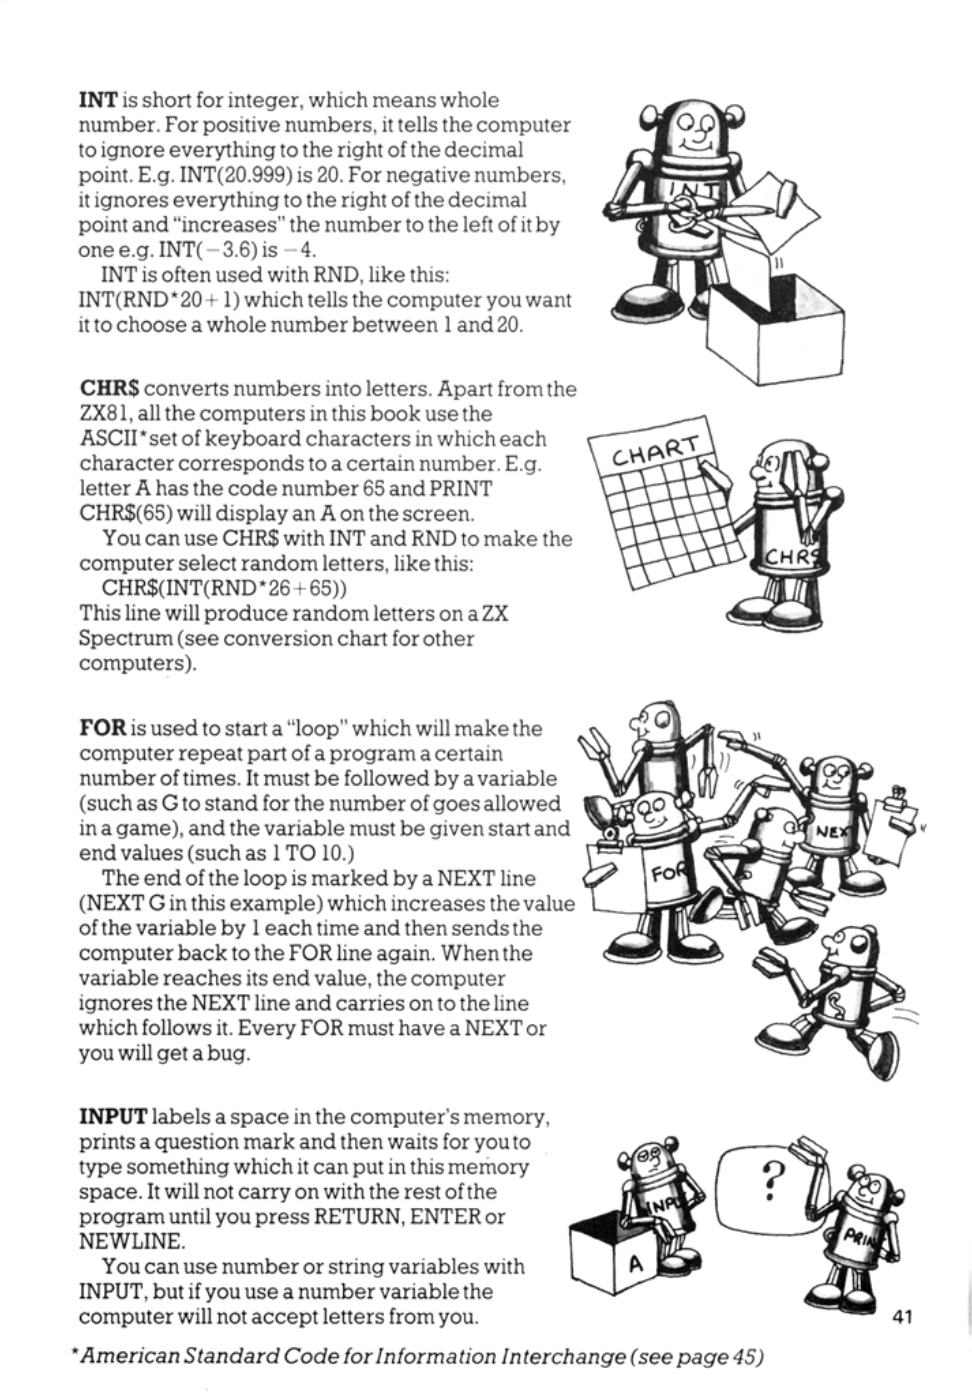 INT is short for integer, which means whole
number. For positive numbers, it tells the computer
to ignore everything to the right of the decimal
point. E.g. INT(20.999) is 20. For negative numbers,
it ignores everything to the right of the decimal
point and “increases” the number to the left of it by
one e.g. INT(−3.6) is −4.
INT is often used with RND, like this:
INT(RND*20+1) which tells the computer you want
it to choose a whole number between 1 and 20.
INT
CHR$ converts numbers into letters. Apart from the
ZX81, all the computers in this book use the
ASCII* set of keyboard characters in which each
character corresponds to a certain number. E.g.
letter A has the code number 65 and PRINT
CHR$(65) will display an A on the screen.
You can use CHR$ with INT and RND to make the
computer select random letters, like this:
CHR$(INT(RND*26+65))
This line will produce random letters on a ZX
Spectrum (see conversion chart for other
computers).
CHART
CHR$
FOR is used to start a “loop” which will make the
computer repeat part of a program a certain
number of times. It must be followed by a variable
(such as G to stand for the number of goes allowed
in a game), and the variable must be given start and
end values (such as 1 TO 10.)
The end of the loop is marked by a NEXT line
(NEXT G in this example) which increases the value
of the variable by 1 each time and then sends the
computer back to the FOR line again. When the
variable reaches its end value, the computer
ignores the NEXT line and carries on to the line
which follows it. Every FOR must have a NEXT or
you will get a bug.
NEXT
FOR
INPUT labels a space in the computer's memory,
prints a question mark and then waits for you to
type something which it can put in this memory
space. It will not carry on with the rest of the
program until you press RETURN, ENTER or
NEWLINE.
You can use number or string variables with
INPUT, but if you use a number variable the
computer will not accept letters from you.
INPU
A
?
PRIN
41
*American Standard Code for Information Interchange (see page 45)